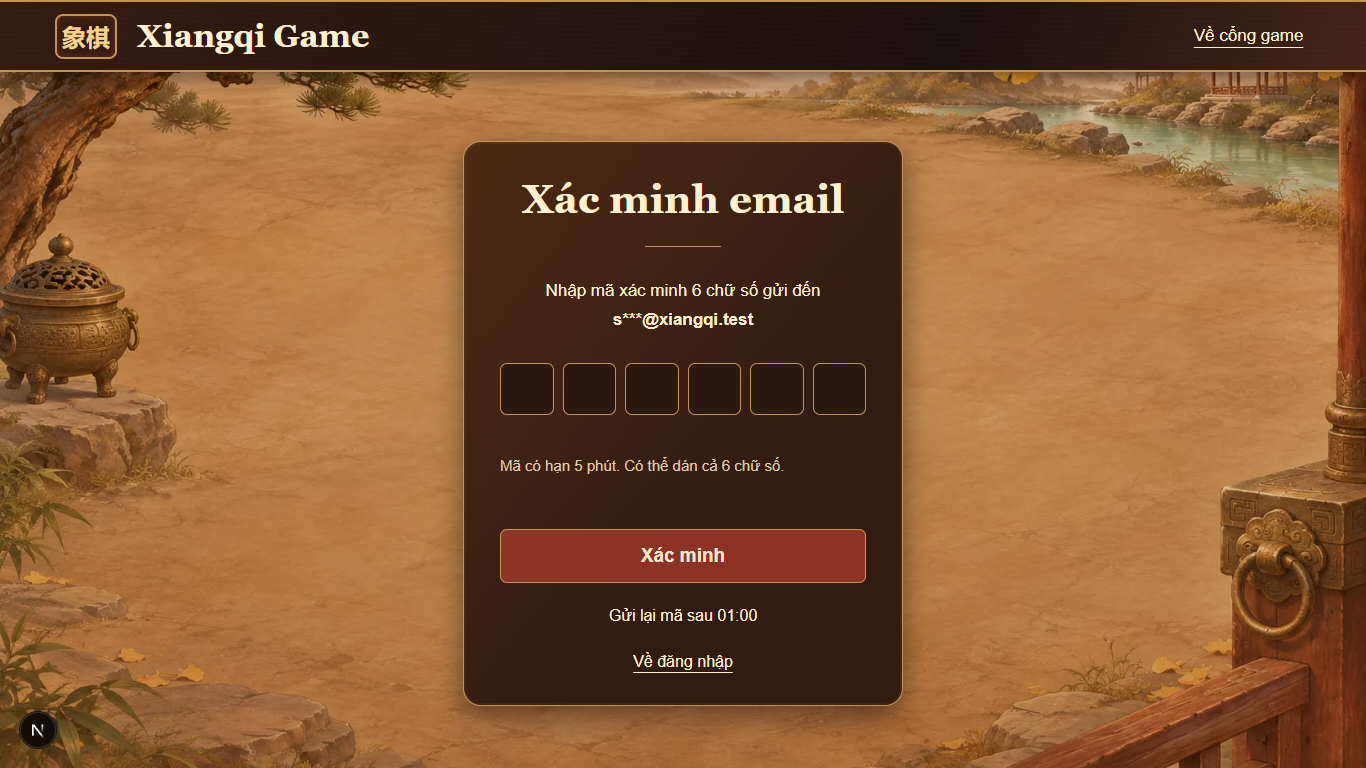 象棋 Xiangqi Game
Về cổng game
Xác minh email
Nhập mã xác minh 6 chữ số gửi đến
s***@xiangqi.test
Mã có hạn 5 phút. Có thể dán cả 6 chữ số.
Xác minh
Gửi lại mã sau 01:00
Về đăng nhập
N